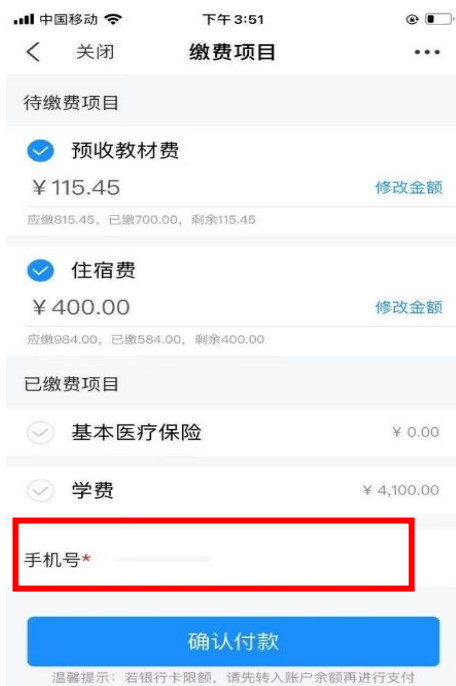 中国移动 下午3:51
关闭 缴费项目 •••
待缴费项目
预收教材费
￥115.45 修改金额
应缴815.45，已缴700.00，剩余115.45
住宿费
￥400.00 修改金额
应缴984.00，已缴584.00，剩余400.00
已缴费项目
基本医疗保险 ￥ 0.00
学费 ￥ 4,100.00
手机号*
确认付款
温馨提示：若银行卡限额，请先转入账户余额再进行支付